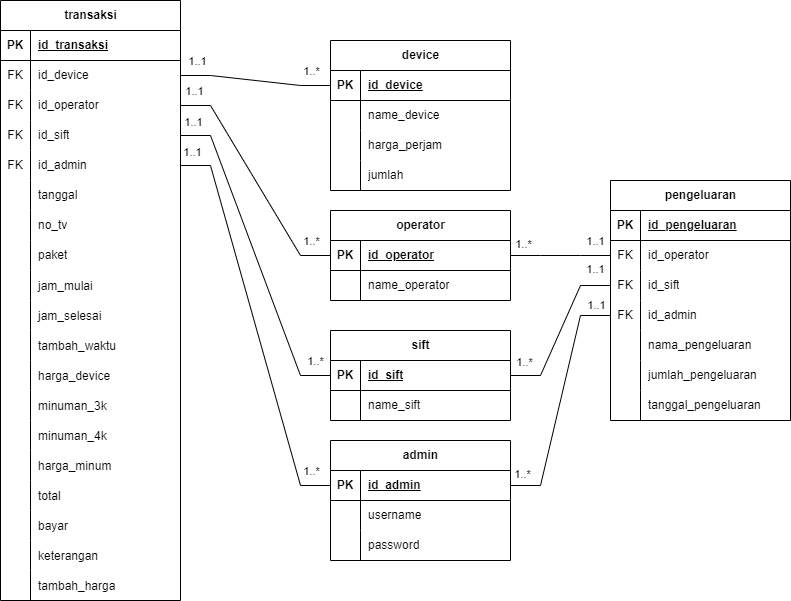 transaksi
PK id_transaksi
FK id_device
FK id_operator
FK id_sift
FK id_admin
tanggal
no_tv
paket
jam_mulai
jam_selesai
tambah_waktu
harga_device
minuman_3k
minuman_4k
harga_minum
total
bayar
keterangan
tambah_harga
1..1
1..*
1..1
1..*
1..1
1..*
1..1
1..*
device
PK id_device
name_device
harga_perjam
jumlah
operator
PK id_operator
name_operator
sift
PK id_sift
name_sift
admin
PK id_admin
username
password
1..*
1..1
1..*
1..1
1..*
1..1
pengeluaran
PK id_pengeluaran
FK id_operator
FK id_sift
FK id_admin
nama_pengeluaran
jumlah_pengeluaran
tanggal_pengeluaran